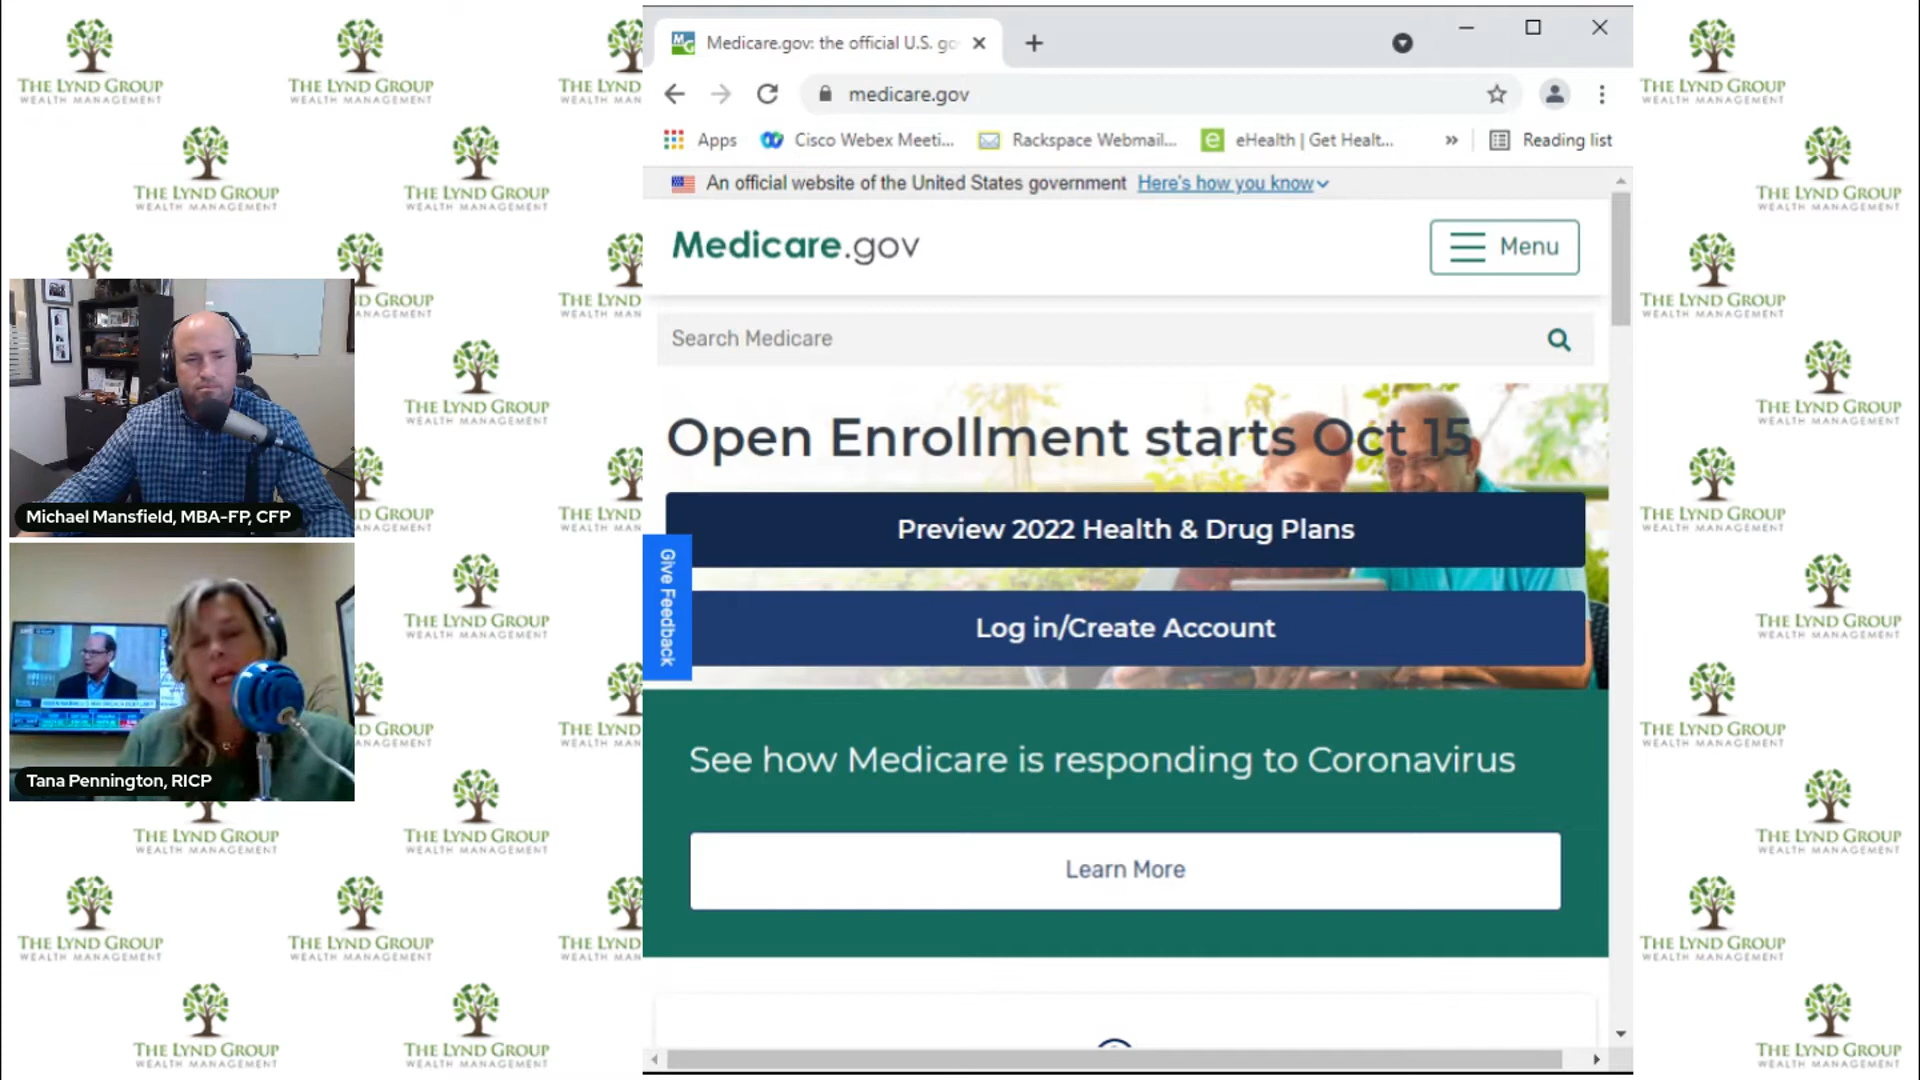 THE LYND GROUP
WEALTH MANAGEMENT
Michael Mansfield, MBA-FP, CFP
Tana Pennington, RICP
Medicare.gov: the official U.S. go
medicare.gov
Apps
Cisco Webex Meeti...
Rackspace Webmail...
eHealth | Get Healt...
»
Reading list
An official website of the United States government Here's how you know
Medicare.gov
Menu
Search Medicare
Open Enrollment starts Oct 15
Preview 2022 Health & Drug Plans
Give Feedback
Log in/Create Account
See how Medicare is responding to Coronavirus
Learn More